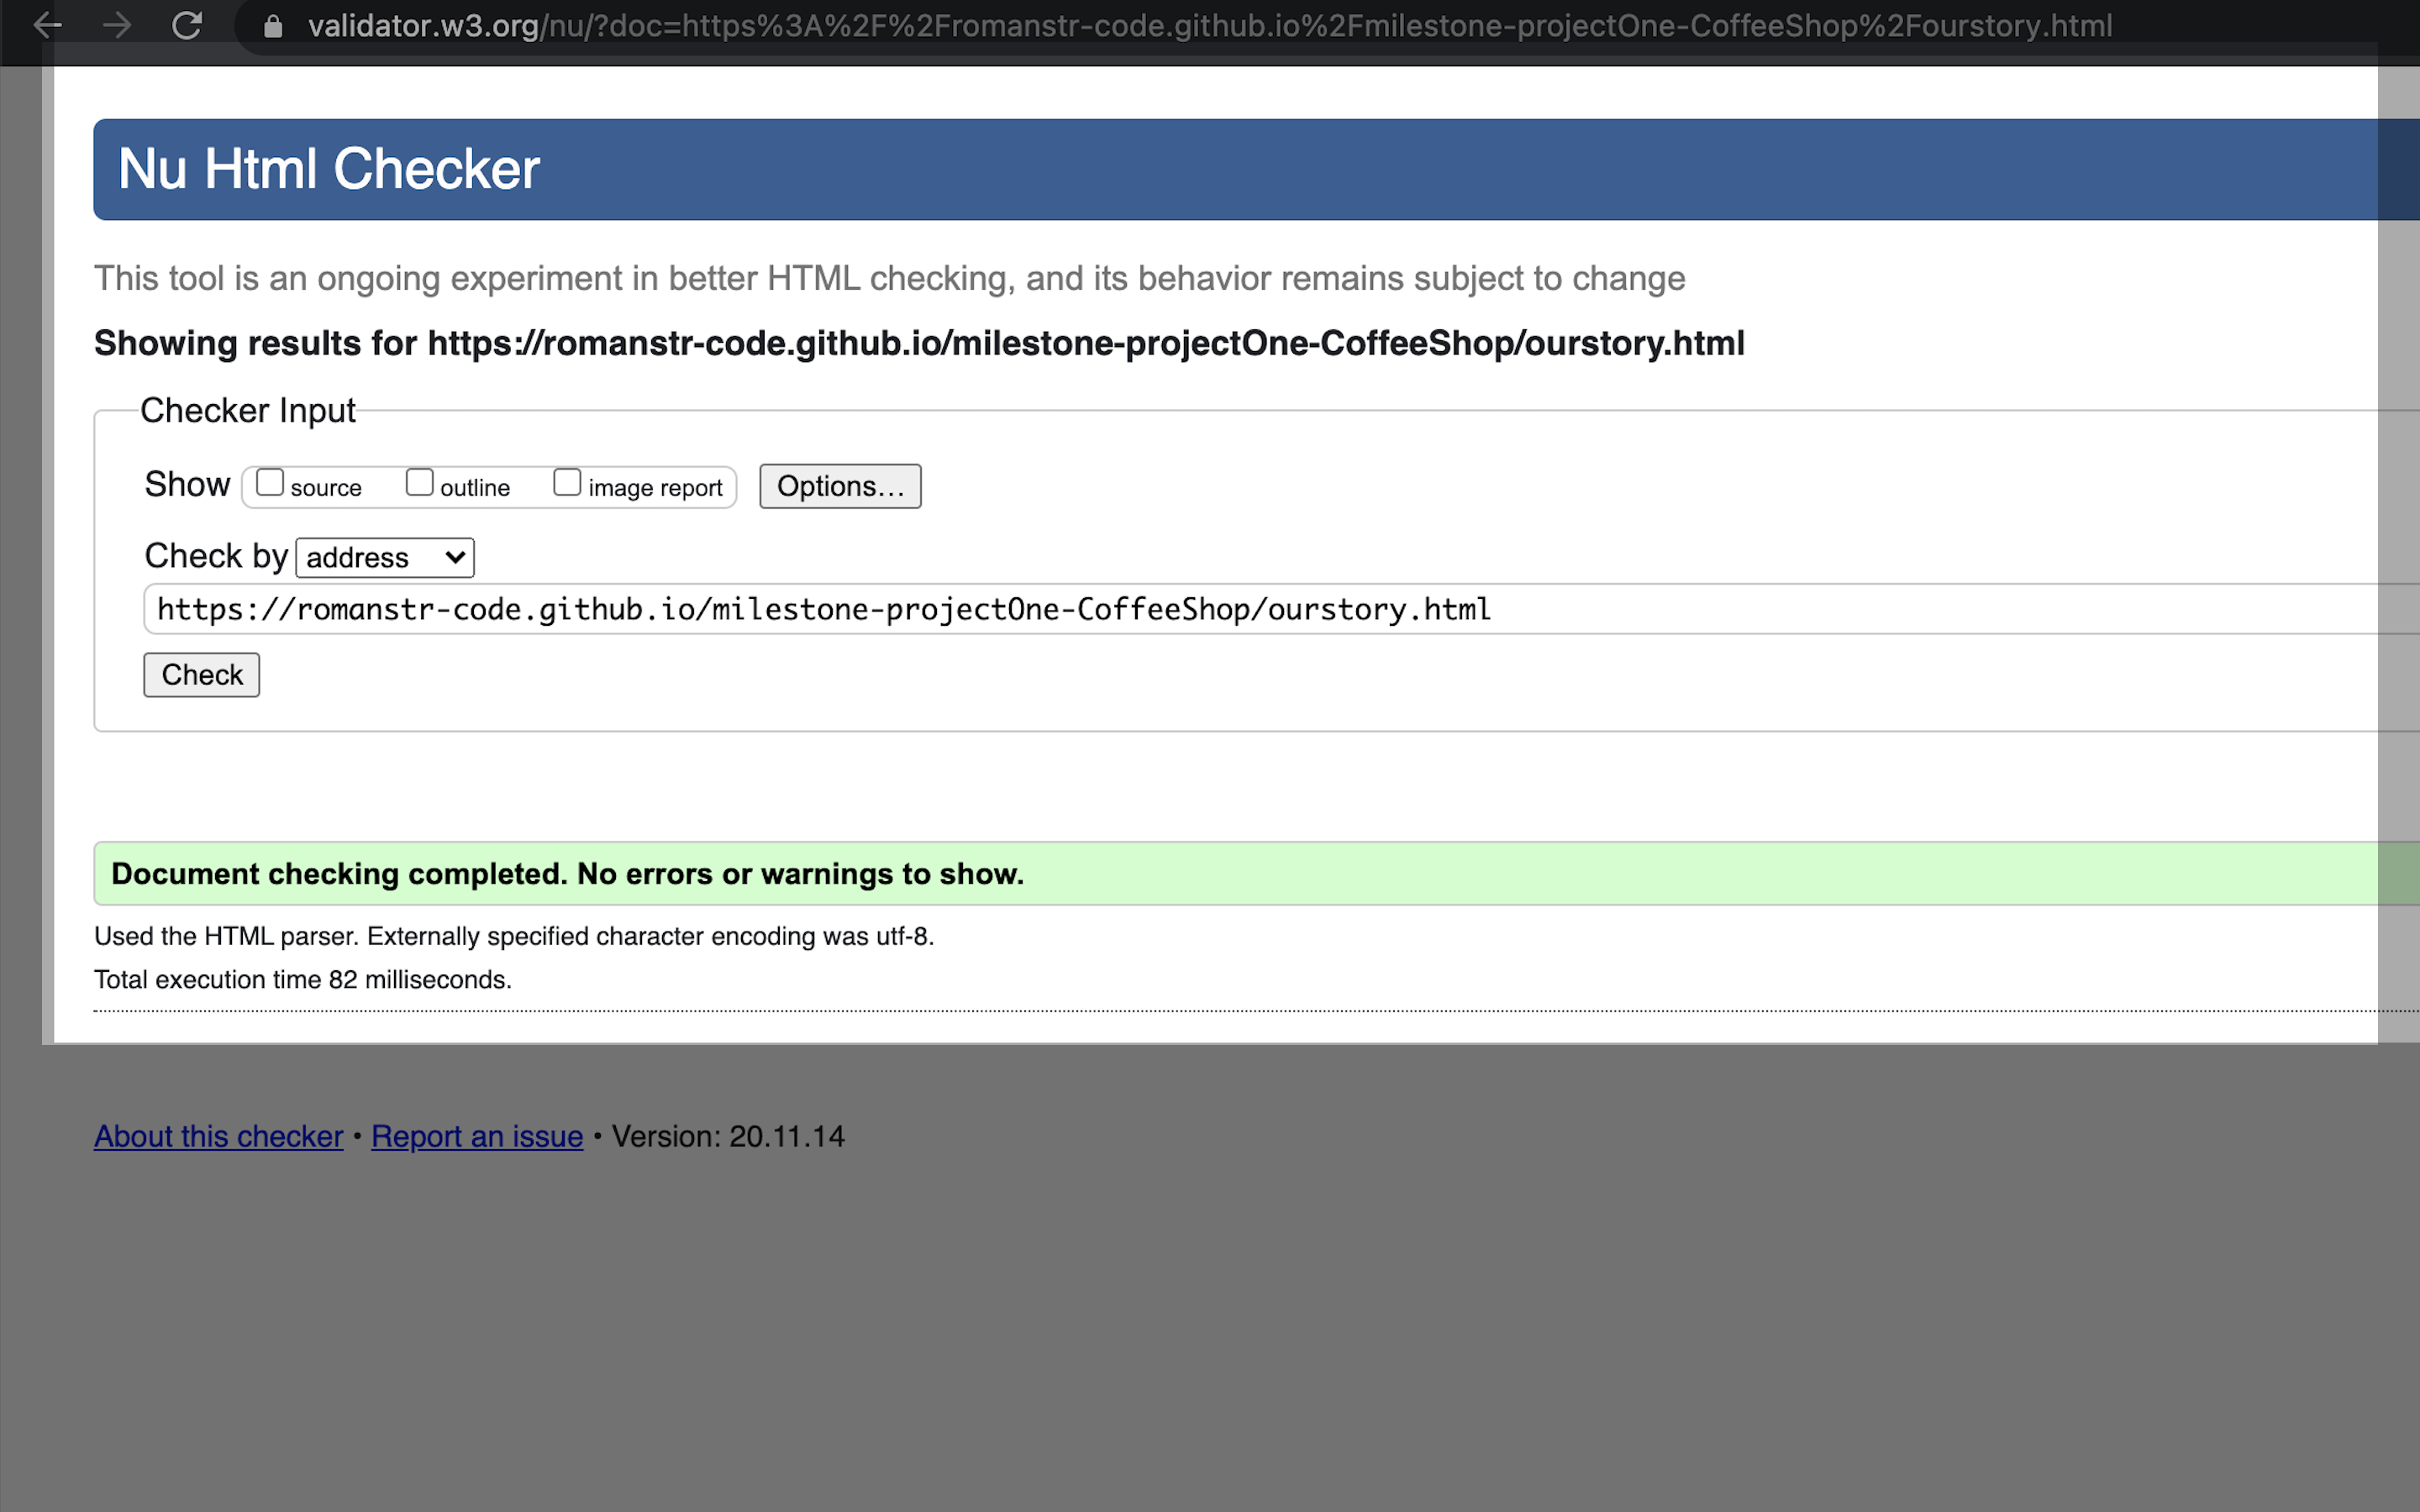 validator.w3.org/nu/?doc=https%3A%2F%2Fromanstr-code.github.io%2Fmilestone-projectOne-CoffeeShop%2Fourstory.html
Nu Html Checker
This tool is an ongoing experiment in better HTML checking, and its behavior remains subject to change
Showing results for https://romanstr-code.github.io/milestone-projectOne-CoffeeShop/ourstory.html
Checker Input
Show source outline image report Options…
Check by address
https://romanstr-code.github.io/milestone-projectOne-CoffeeShop/ourstory.html
Check
Document checking completed. No errors or warnings to show.
Used the HTML parser. Externally specified character encoding was utf-8.
Total execution time 82 milliseconds.
About this checker • Report an issue • Version: 20.11.14